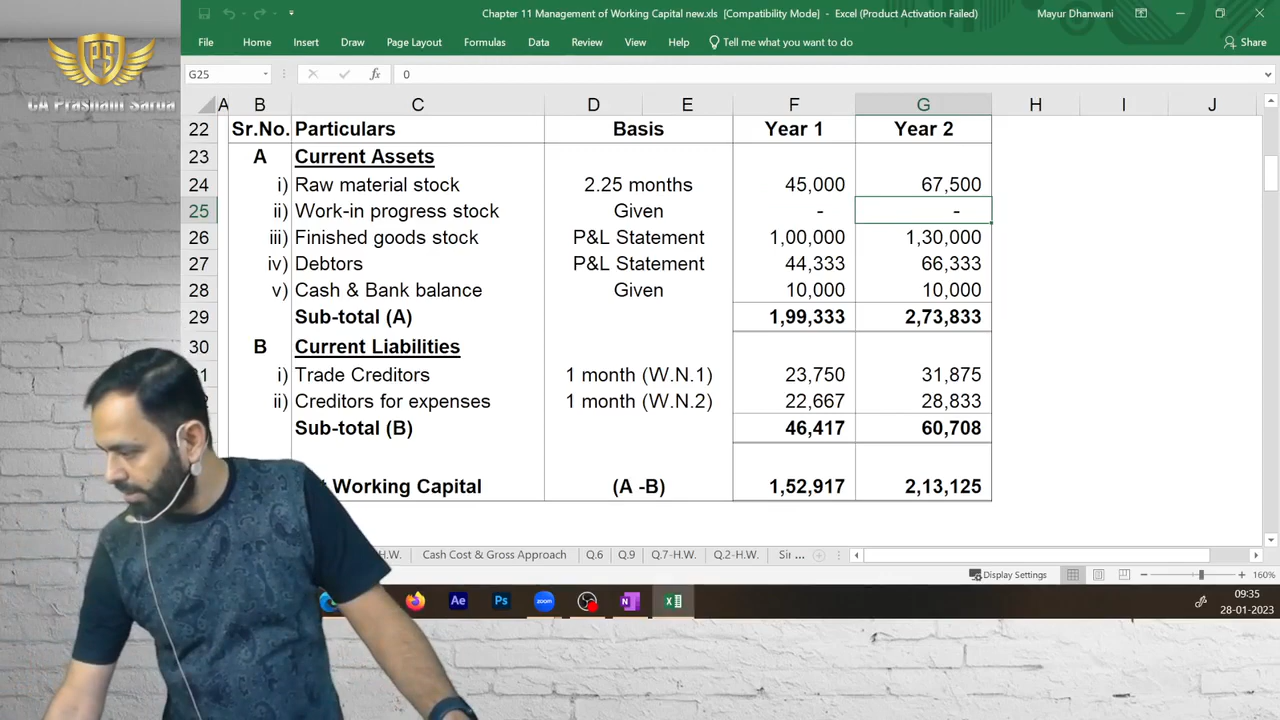 Chapter 11 Management of Working Capital new.xls [Compatibility Mode] - Excel (Product Activation Failed)
Mayur Dhanwani
PS
CA Prasham Sarda
File Home Insert Draw Page Layout Formulas Data Review View Help Tell me what you want to do Share
G25 fx 0
A B C D E F G H I J
22 Sr.No. Particulars Basis Year 1 Year 2
23 A Current Assets
24 i) Raw material stock 2.25 months 45,000 67,500
25 ii) Work-in progress stock Given - -
26 iii) Finished goods stock P&L Statement 1,00,000 1,30,000
27 iv) Debtors P&L Statement 44,333 66,333
28 v) Cash & Bank balance Given 10,000 10,000
29 Sub-total (A) 1,99,333 2,73,833
30 B Current Liabilities
i) Trade Creditors 1 month (W.N.1) 23,750 31,875
ii) Creditors for expenses 1 month (W.N.2) 22,667 28,833
Sub-total (B) 46,417 60,708
Working Capital (A -B) 1,52,917 2,13,125
H.W. Cash Cost & Gross Approach Q.6 Q.9 Q.7-H.W. Q.2-H.W. Sir ...
Display Settings 160%
Ae Ps zoom N
09:35
28-01-2023